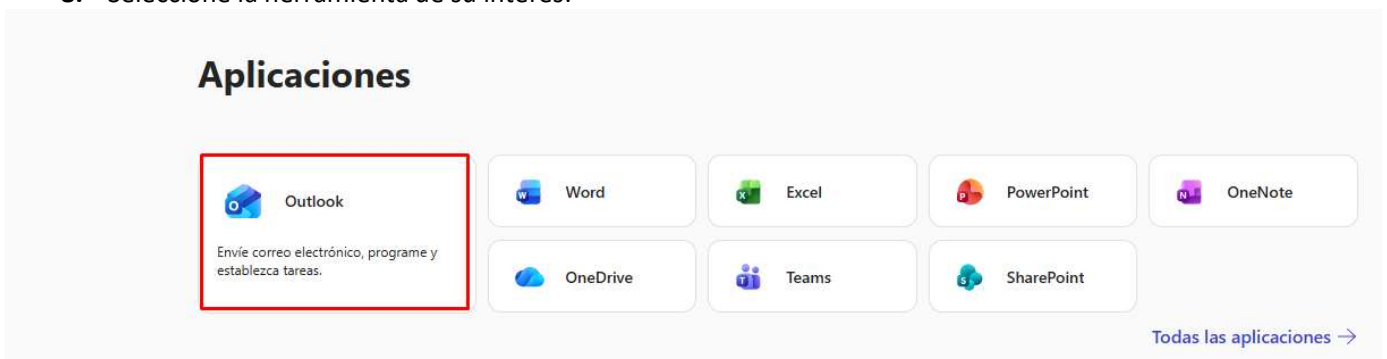 Aplicaciones
Outlook
Envíe correo electrónico, programe y
establezca tareas.
Word
Excel
PowerPoint
OneNote
OneDrive
Teams
SharePoint
Todas las aplicaciones →